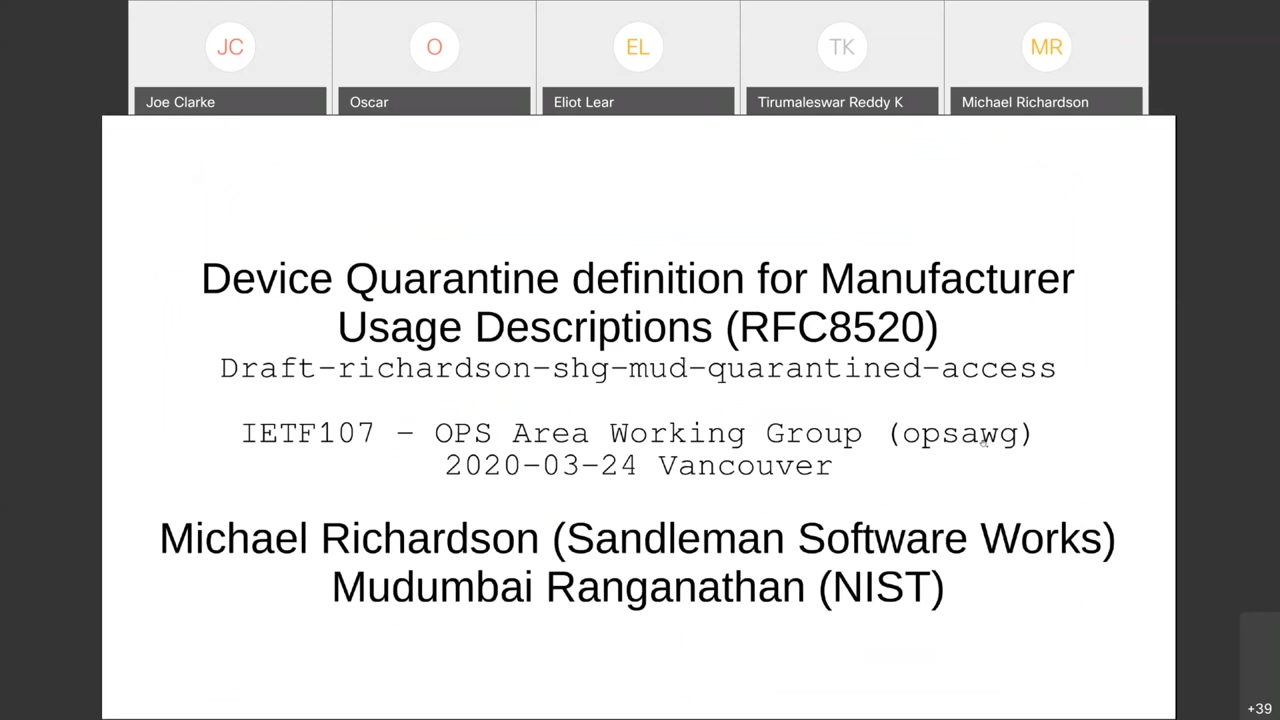 JC
O
EL
TK
MR
Joe Clarke
Oscar
Eliot Lear
Tirumaleswar Reddy K
Michael Richardson
Device Quarantine definition for Manufacturer
Usage Descriptions (RFC8520)
Draft-richardson-shg-mud-quarantined-access
IETF107 - OPS Area Working Group (opsawg)
2020-03-24 Vancouver
Michael Richardson (Sandleman Software Works)
Mudumbai Ranganathan (NIST)
+39